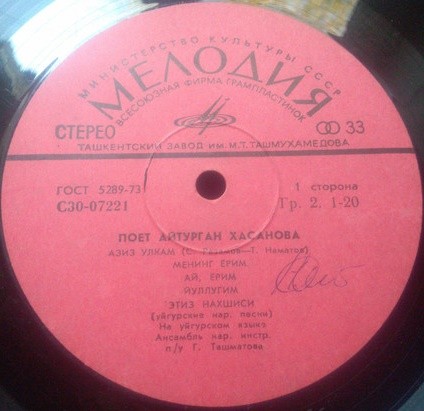 МИНИСТЕРСТВО КУЛЬТУРЫ СССР
МЕЛОДИЯ
ВСЕСОЮЗНАЯ ФИРМА ГРАМПЛАСТИНОК
СТЕРЕО
33
ТАШКЕНТСКИЙ ЗАВОД ИМ. М.Т. ТАШМУХАМЕДОВА
ГОСТ 5289-73
1 сторона
С30-07221
Гр. 2. 1-20
ПОЕТ АЙТУРГАН ХАСАНОВА
АЗИЗ УЛКАМ (С. — Т. Наматов)
МЕНИНГ ЕРИМ
АЙ, ЕРИМ
ЙУЛЛУГИМ
ЭТИЗ НАХШИСИ
(уйгурские нар. песни)
На уйгурском языке
Ансамбль нар. инстр.
п/у Г. Ташматова